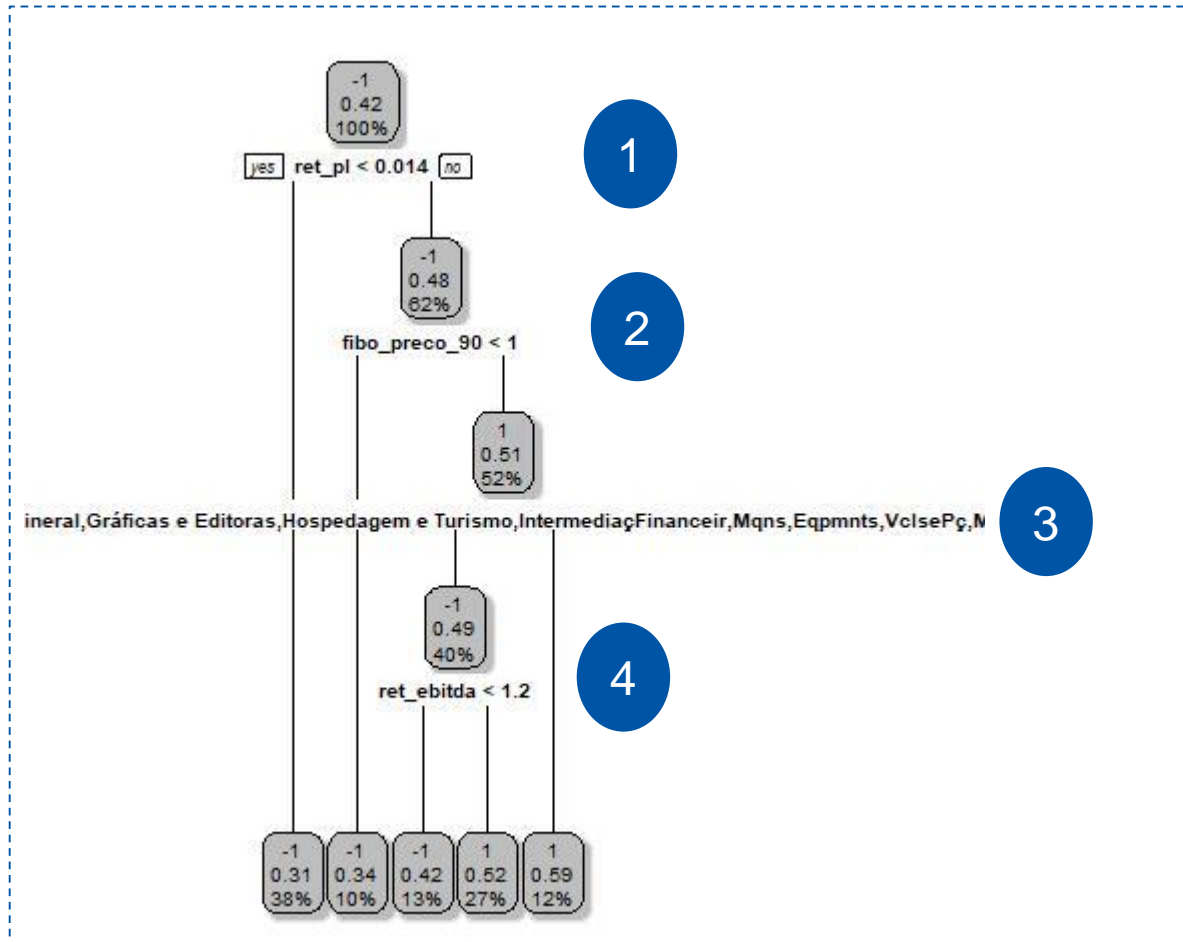 -1
0.42
100%
1
yes ret_pl < 0.014 no
-1
0.48
62%
2
fibo_preco_90 < 1
1
0.51
52%
ineral,Gráficas e Editoras,Hospedagem e Turismo,IntermediaçFinanceir,Mqns,Eqpmnts,VclsePç,M
3
-1
0.49
40%
4
ret_ebitda < 1.2
-1 -1 -1 1 1
0.31 0.34 0.42 0.52 0.59
38% 10% 13% 27% 12%